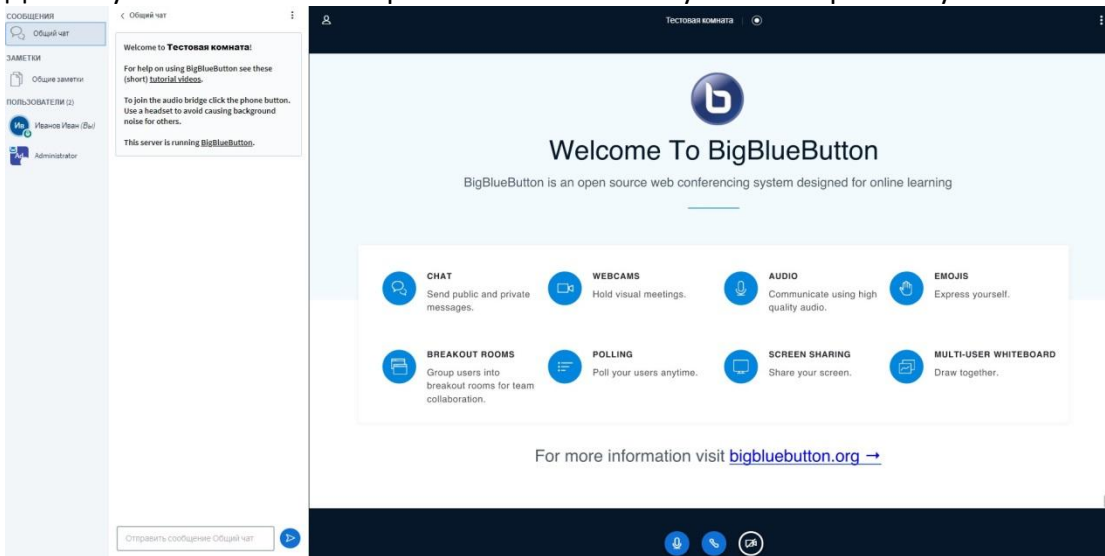 СООБЩЕНИЯ
Общий чат
ЗАМЕТКИ
Общие заметки
ПОЛЬЗОВАТЕЛИ (2)
Ив
Иванов Иван (Вы)
Ad
Administrator
Общий чат
Welcome to Тестовая комната!
For help on using BigBlueButton see these
(short) tutorial videos.
To join the audio bridge click the phone button.
Use a headset to avoid causing background
noise for others.
This server is running BigBlueButton.
Отправить сообщение Общий чат
Тестовая комната
b
Welcome To BigBlueButton
BigBlueButton is an open source web conferencing system designed for online learning
CHAT
Send public and private
messages.
WEBCAMS
Hold visual meetings.
AUDIO
Communicate using high
quality audio.
EMOJIS
Express yourself.
BREAKOUT ROOMS
Group users into
breakout rooms for team
collaboration.
POLLING
Poll your users anytime.
SCREEN SHARING
Share your screen.
MULTI-USER WHITEBOARD
Draw together.
For more information visit bigbluebutton.org →